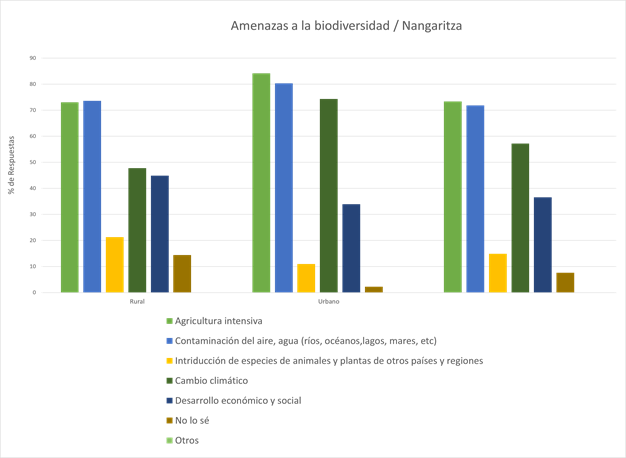 Amenazas a la biodiversidad / Nangaritza
% de Respuestas
90
80
70
60
50
40
30
20
10
0
Rural
Urbano
Agricultura intensiva
Contaminación del aire, agua (ríos, océanos,lagos, mares, etc)
Intriducción de especies de animales y plantas de otros países y regiones
Cambio climático
Desarrollo económico y social
No lo sé
Otros